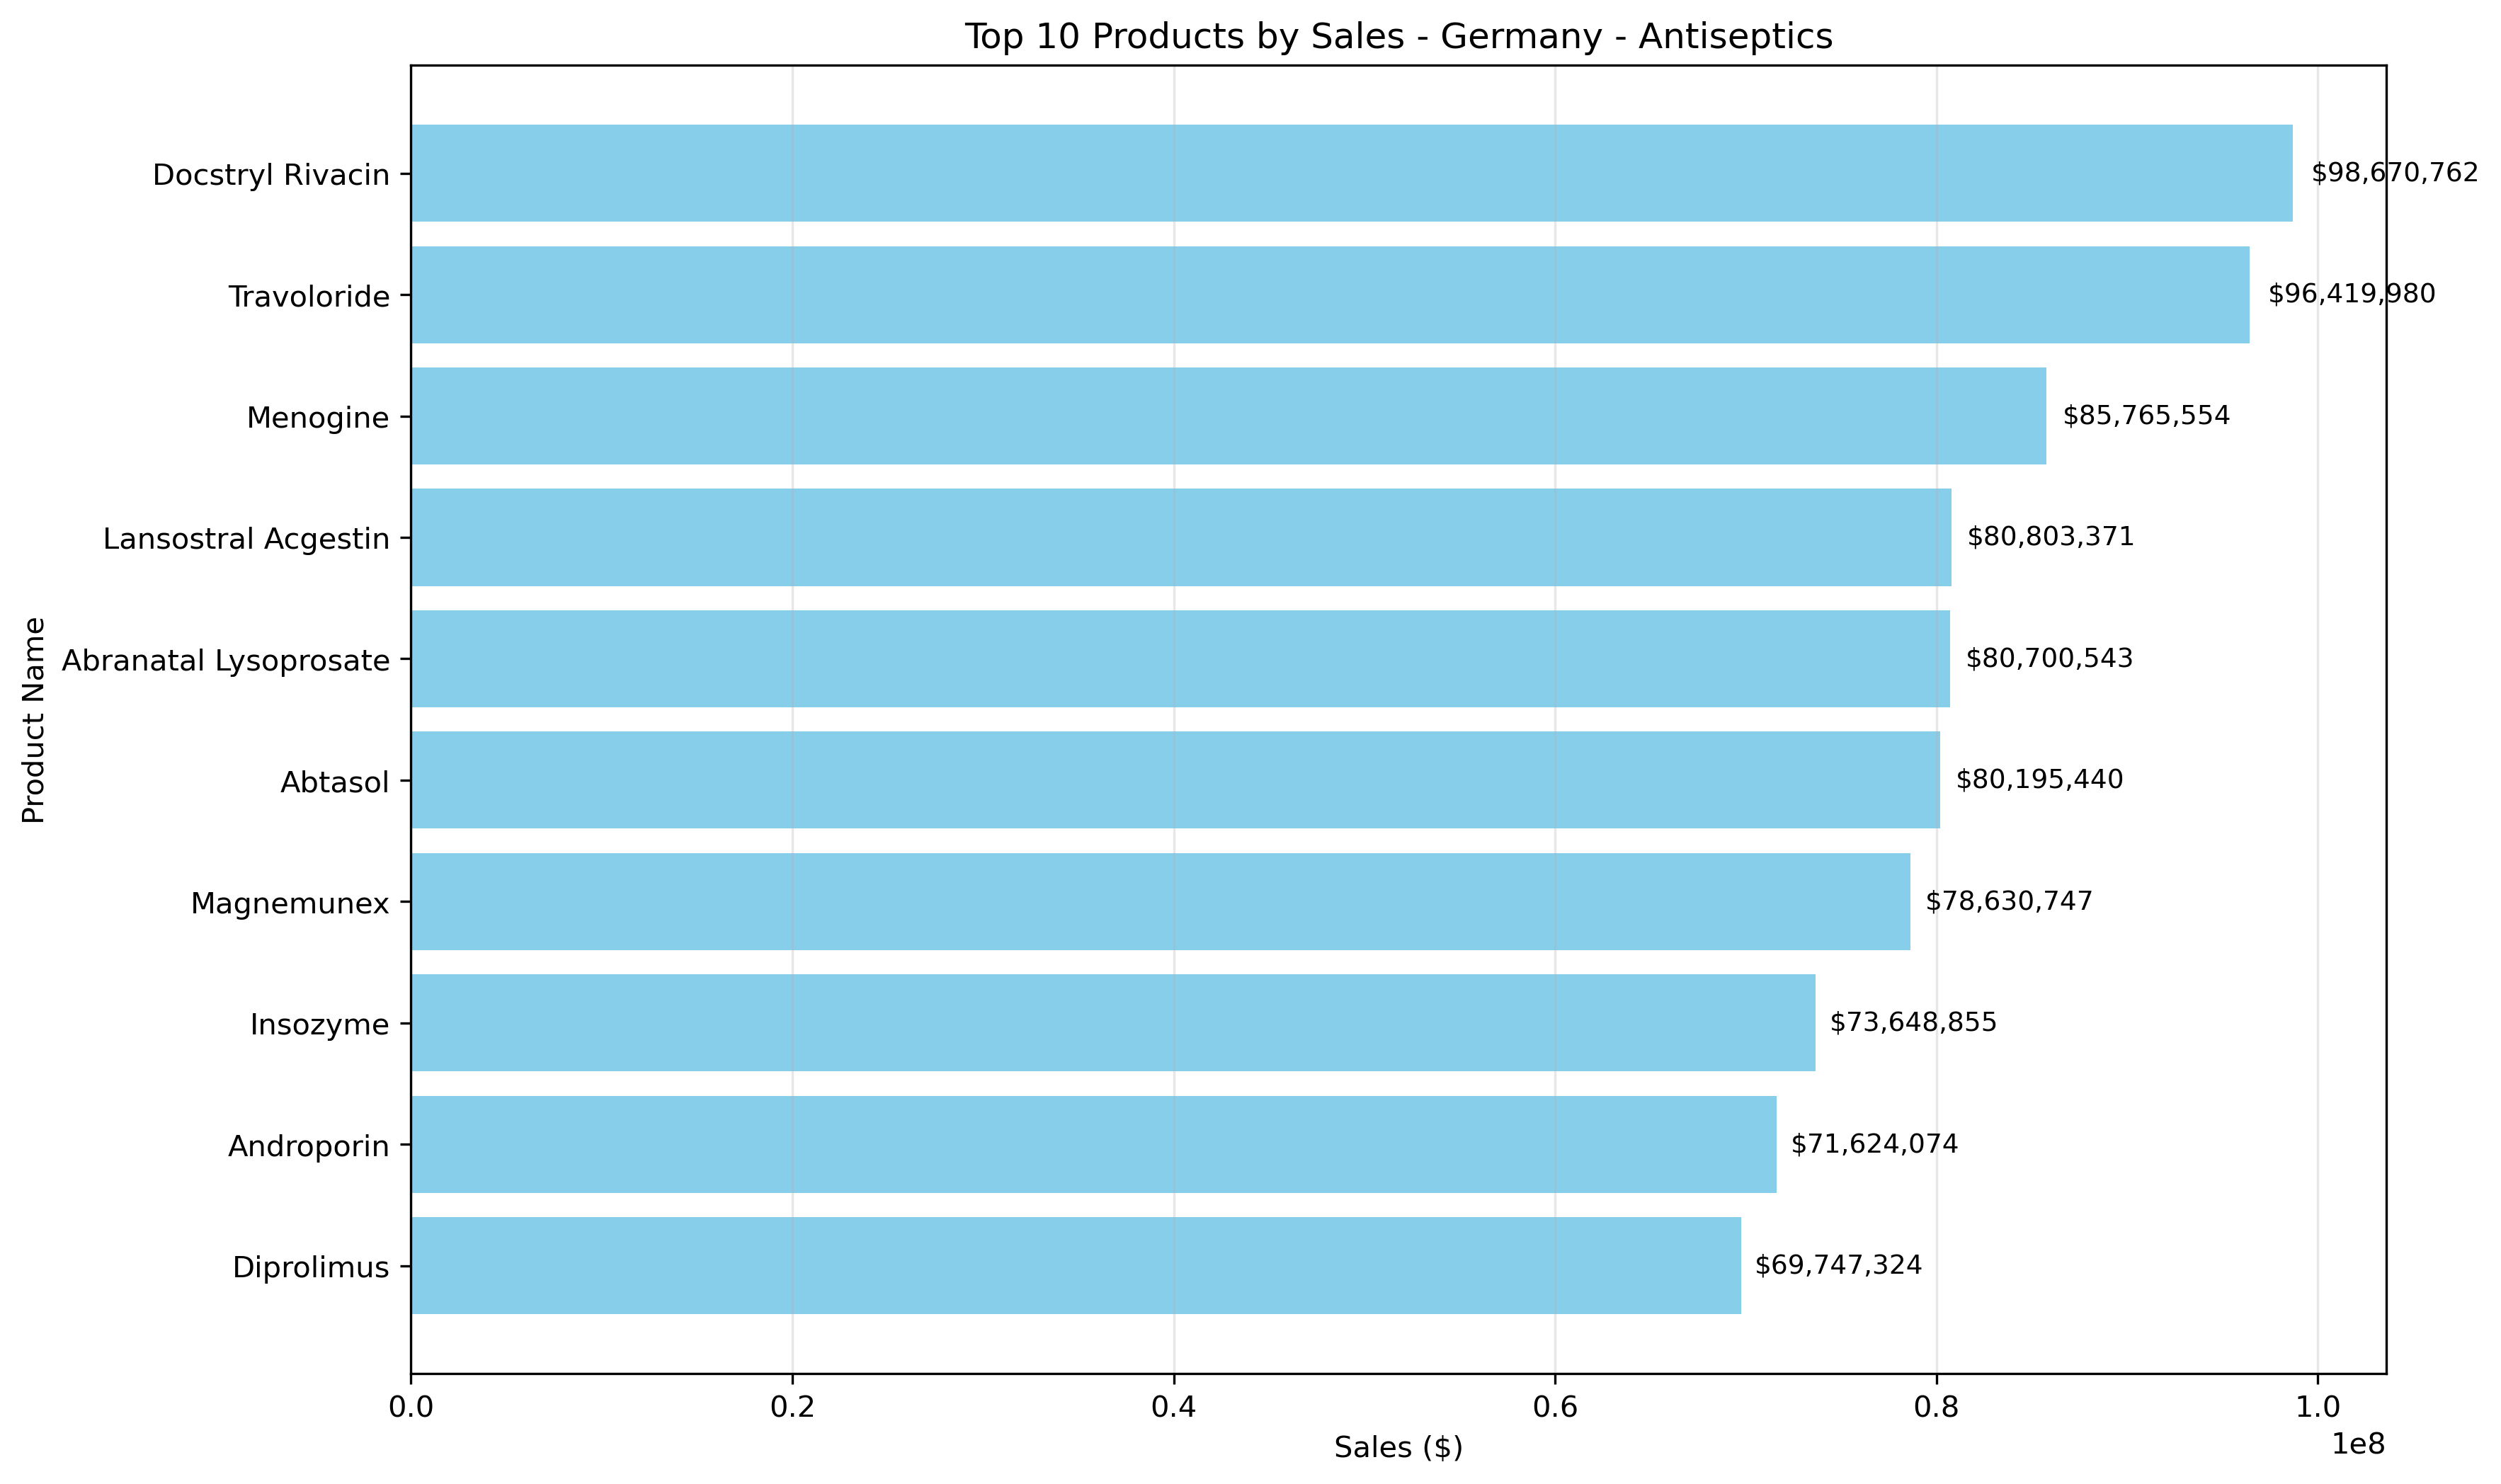 Top 10 Products by Sales - Germany - Antiseptics
Product Name
Docstryl Rivacin $98,670,762
Travoloride $96,419,980
Menogine $85,765,554
Lansostral Acgestin $80,803,371
Abranatal Lysoprosate $80,700,543
Abtasol $80,195,440
Magnemunex $78,630,747
Insozyme $73,648,855
Androporin $71,624,074
Diprolimus $69,747,324
0.0 0.2 0.4 0.6 0.8 1.0
1e8
Sales ($)